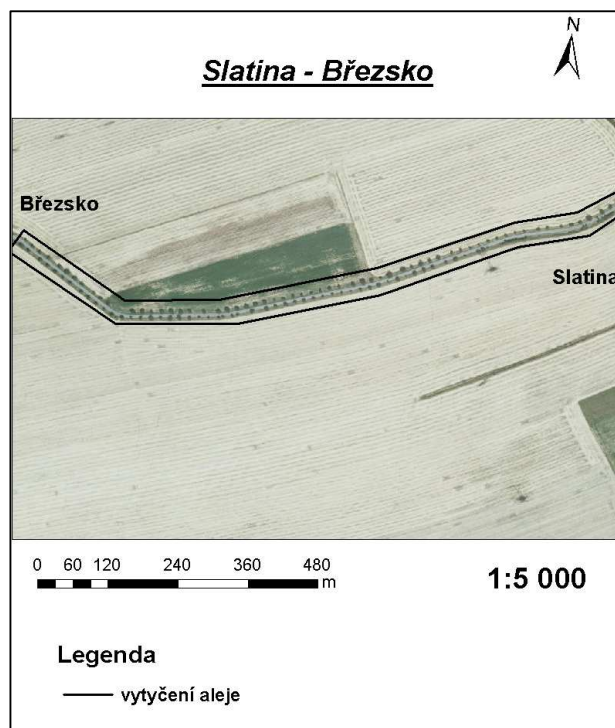 N
Slatina - Březsko
Březsko
Slatina
0 60 120 240 360 480
m
1:5 000
Legenda
vytyčení aleje